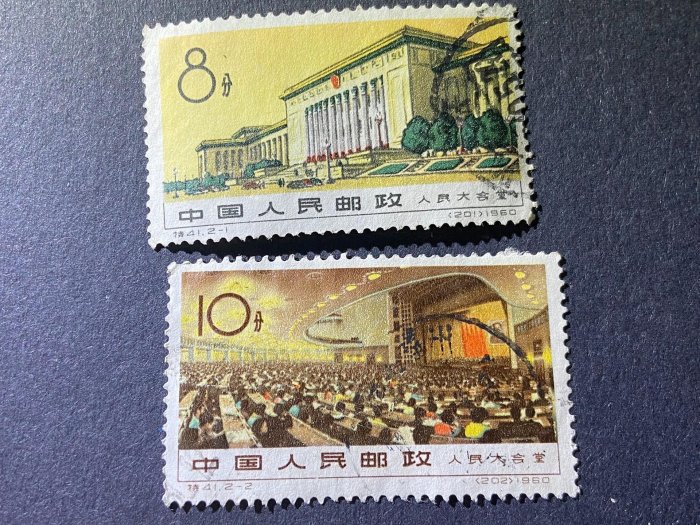 8分
中国人民邮政 人民大会堂
特41.2-1 (201)1960
10分
中国人民邮政 人民大会堂
特41.2-2 (202)1960